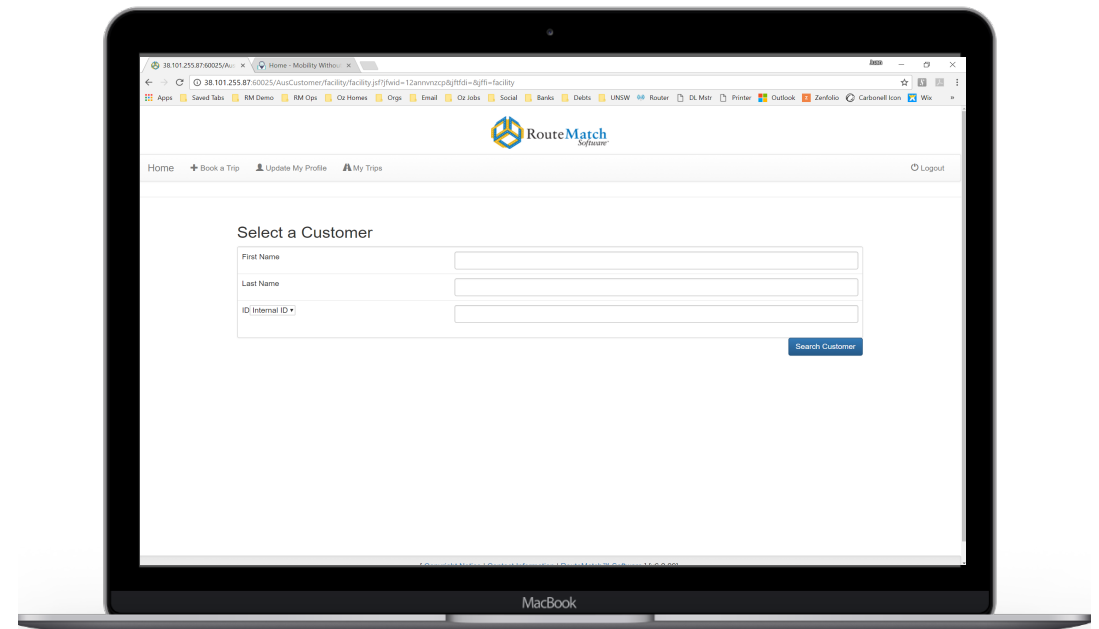 38.101.255.87:60025/Aus
Home - Mobility Withou
38.101.255.87:60025/AusCustomer/facility/facility.jsf?jfwid=12annvnzcp&jftfdi=&jffi=facility
Apps Saved Tabs RM Demo RM Ops Oz Homes Orgs Email Oz Jobs Social Banks Debts UNSW Router DL Mstr Printer Outlook Zenfolio Carbonell Icon Wix »
RouteMatch
Software
Home Book a Trip Update My Profile My Trips Logout
Select a Customer
First Name
Last Name
ID Internal ID
Search Customer
MacBook